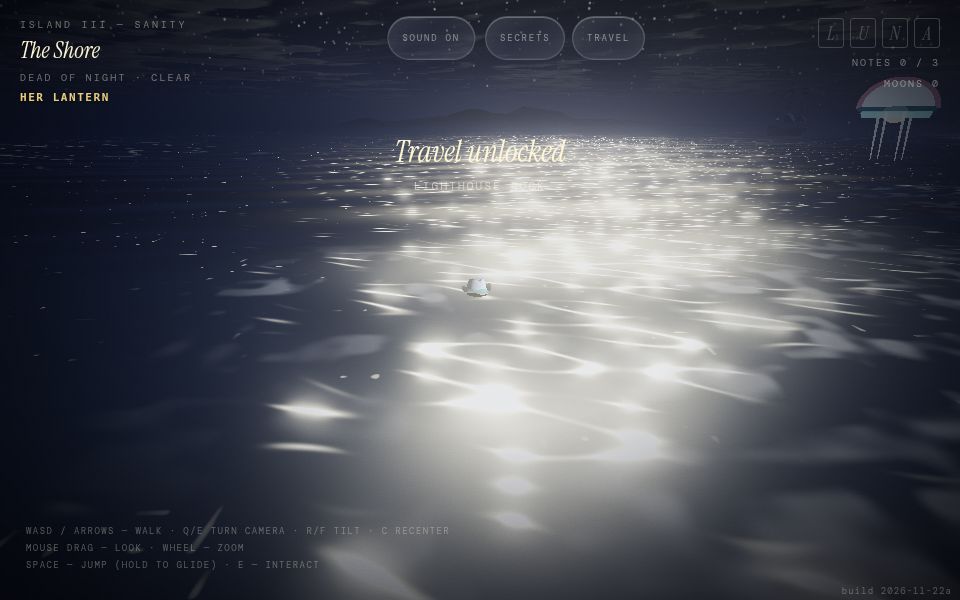 ISLAND III — SANITY
The Shore
DEAD OF NIGHT · CLEAR
HER LANTERN
SOUND ON
SECRETS
TRAVEL
L U N A
NOTES 0 / 3
MOONS 0
Travel unlocked
LIGHTHOUSE ROCK
WASD / ARROWS — WALK · Q/E TURN CAMERA · R/F TILT · C RECENTER
MOUSE DRAG — LOOK · WHEEL — ZOOM
SPACE — JUMP (HOLD TO GLIDE) · E — INTERACT
build 2026-11-22a